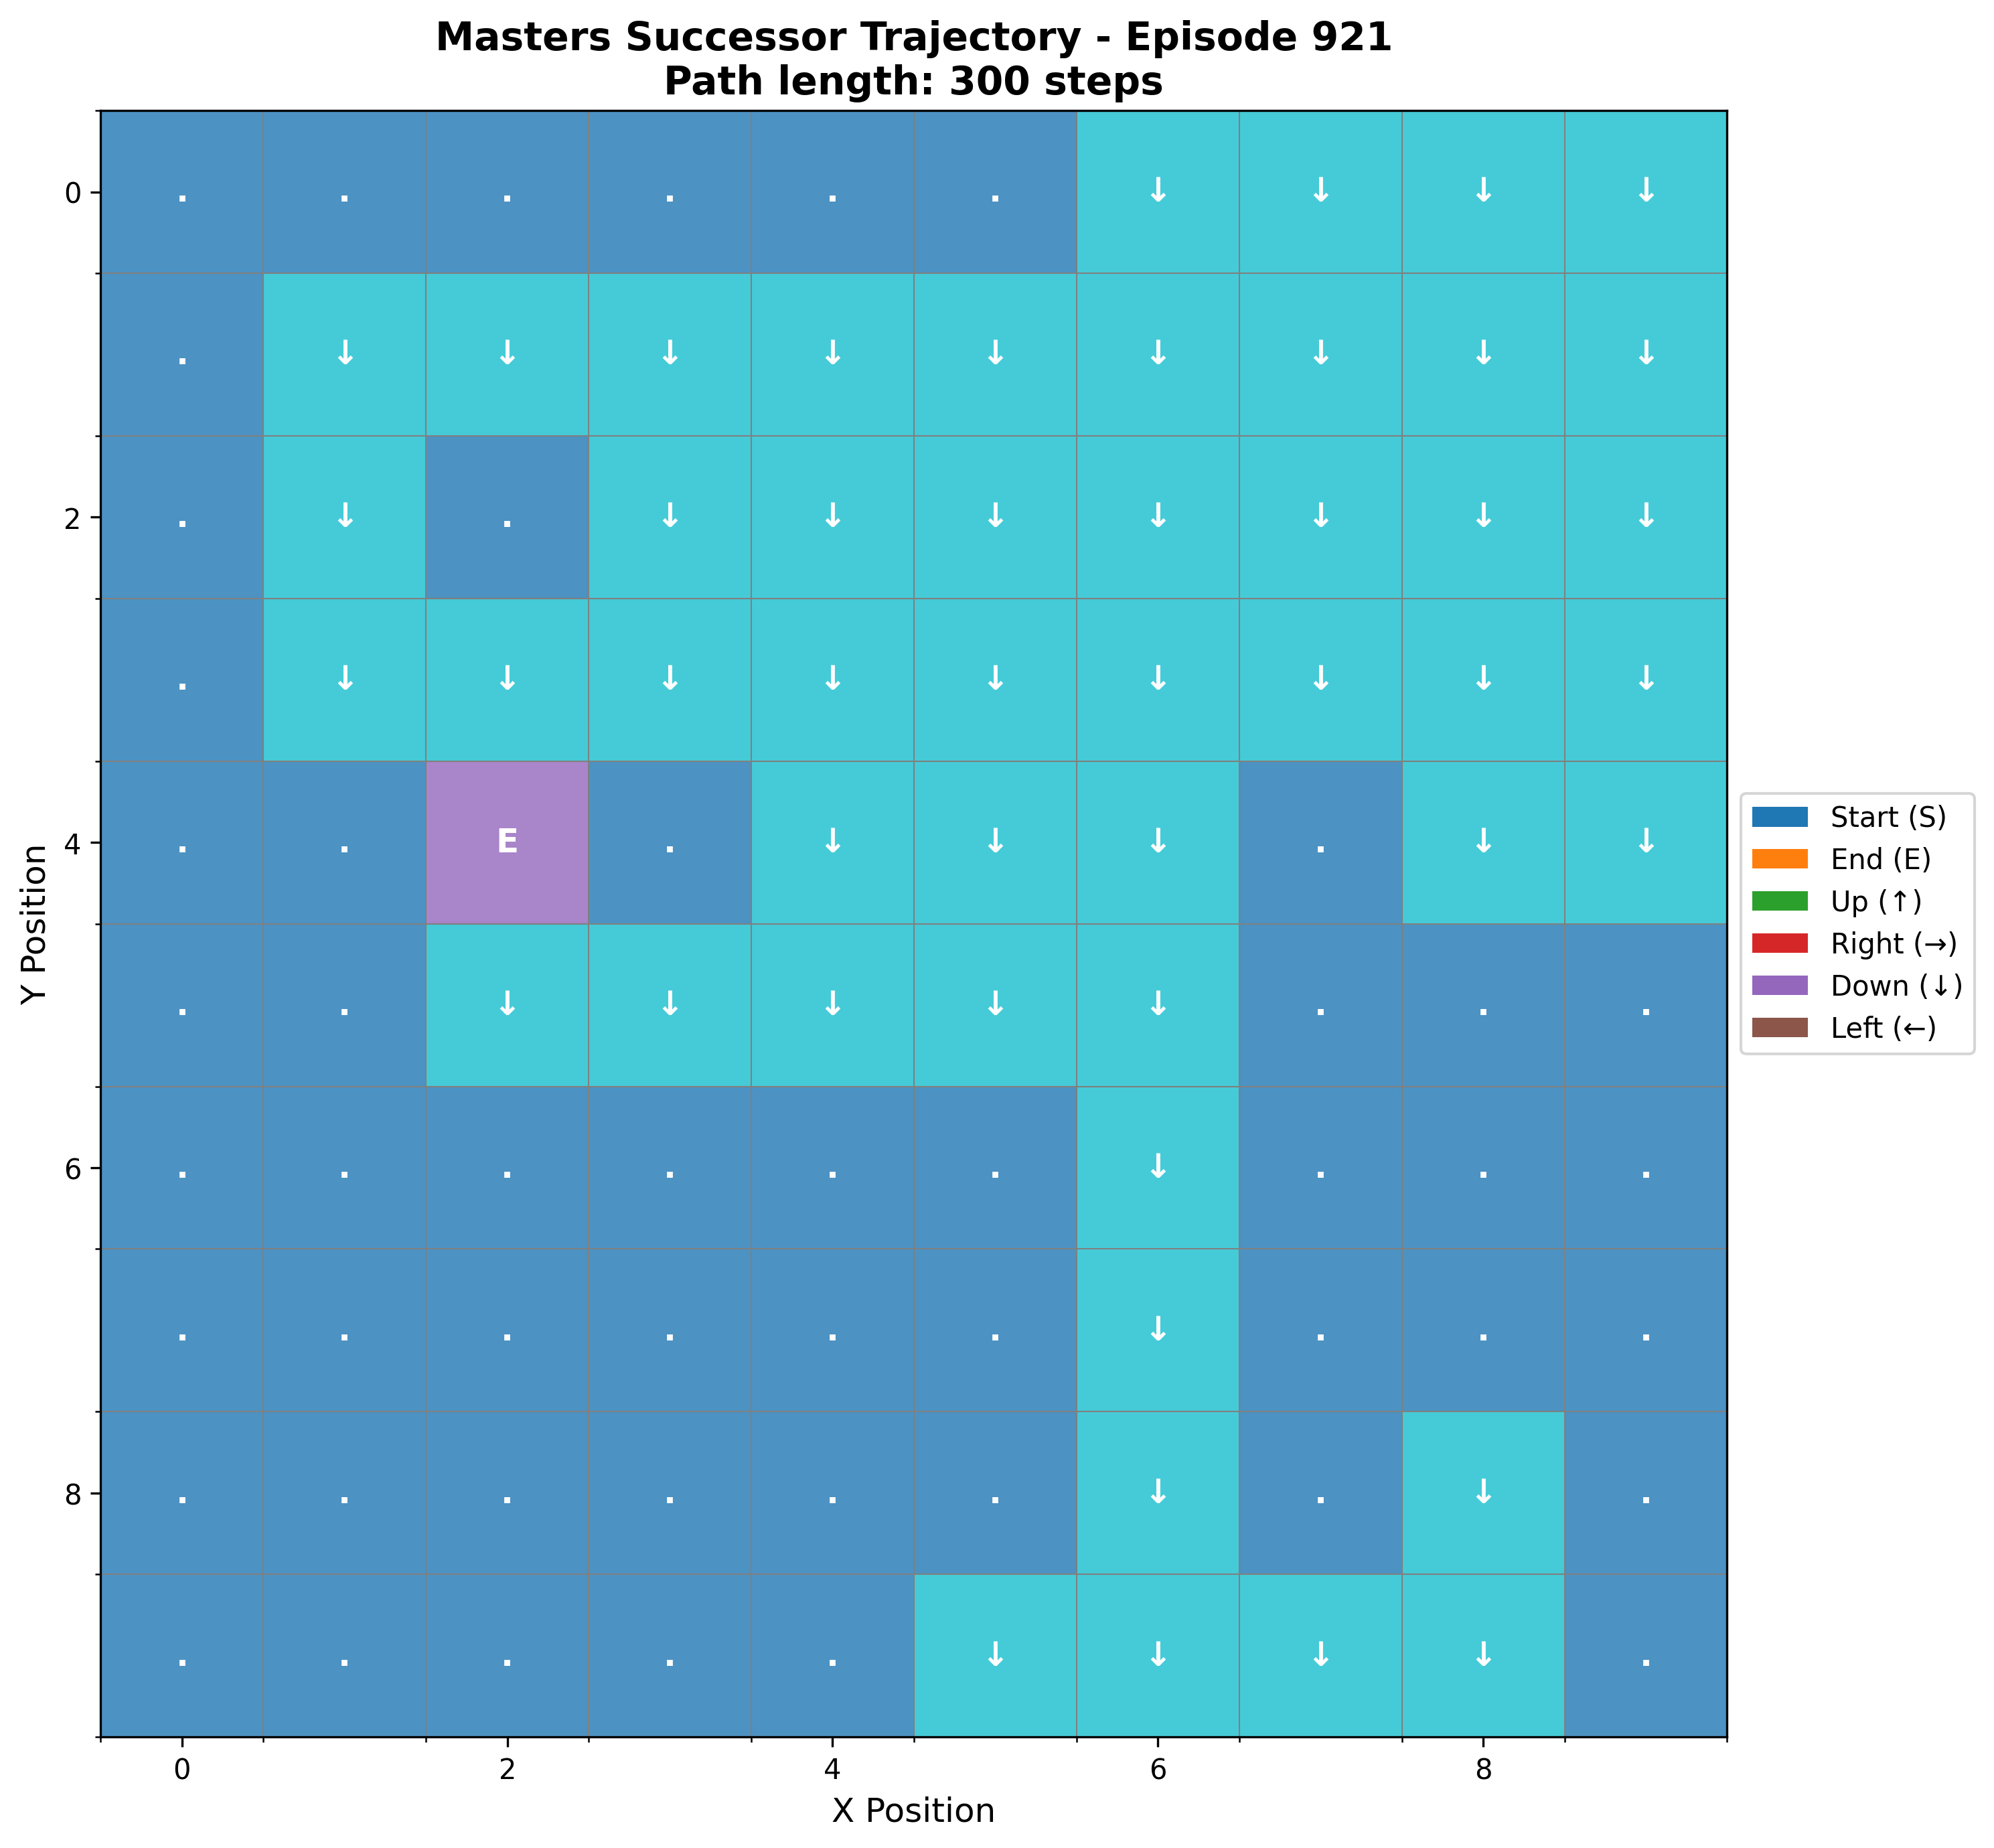 Masters Successor Trajectory - Episode 921
Path length: 300 steps
0 . . . . . . ↓ ↓ ↓ ↓
. ↓ ↓ ↓ ↓ ↓ ↓ ↓ ↓ ↓
2 . ↓ . ↓ ↓ ↓ ↓ ↓ ↓ ↓
. ↓ ↓ ↓ ↓ ↓ ↓ ↓ ↓ ↓
4 . . E . ↓ ↓ ↓ . ↓ ↓
. . ↓ ↓ ↓ ↓ ↓ . . .
6 . . . . . . ↓ . . .
. . . . . . ↓ . . .
8 . . . . . . ↓ . ↓ .
. . . . . ↓ ↓ ↓ ↓ .
0 2 4 6 8
X Position
Y Position
Start (S)
End (E)
Up (↑)
Right (→)
Down (↓)
Left (←)